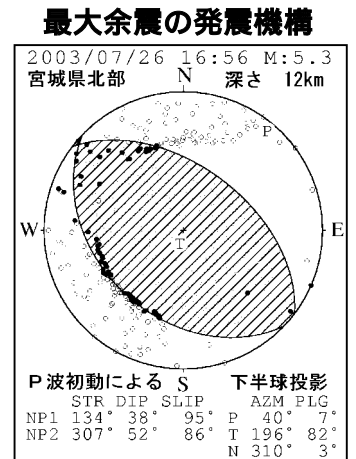 最大余震の発震機構
2003/07/26 16:56 M:5.3
宮城県北部 N 深さ 12km
P
W T E
P波初動による S 下半球投影
STR DIP SLIP AZM PLG
NP1 134° 38° 95° P 40° 7°
NP2 307° 52° 86° T 196° 82°
N 310° 3°